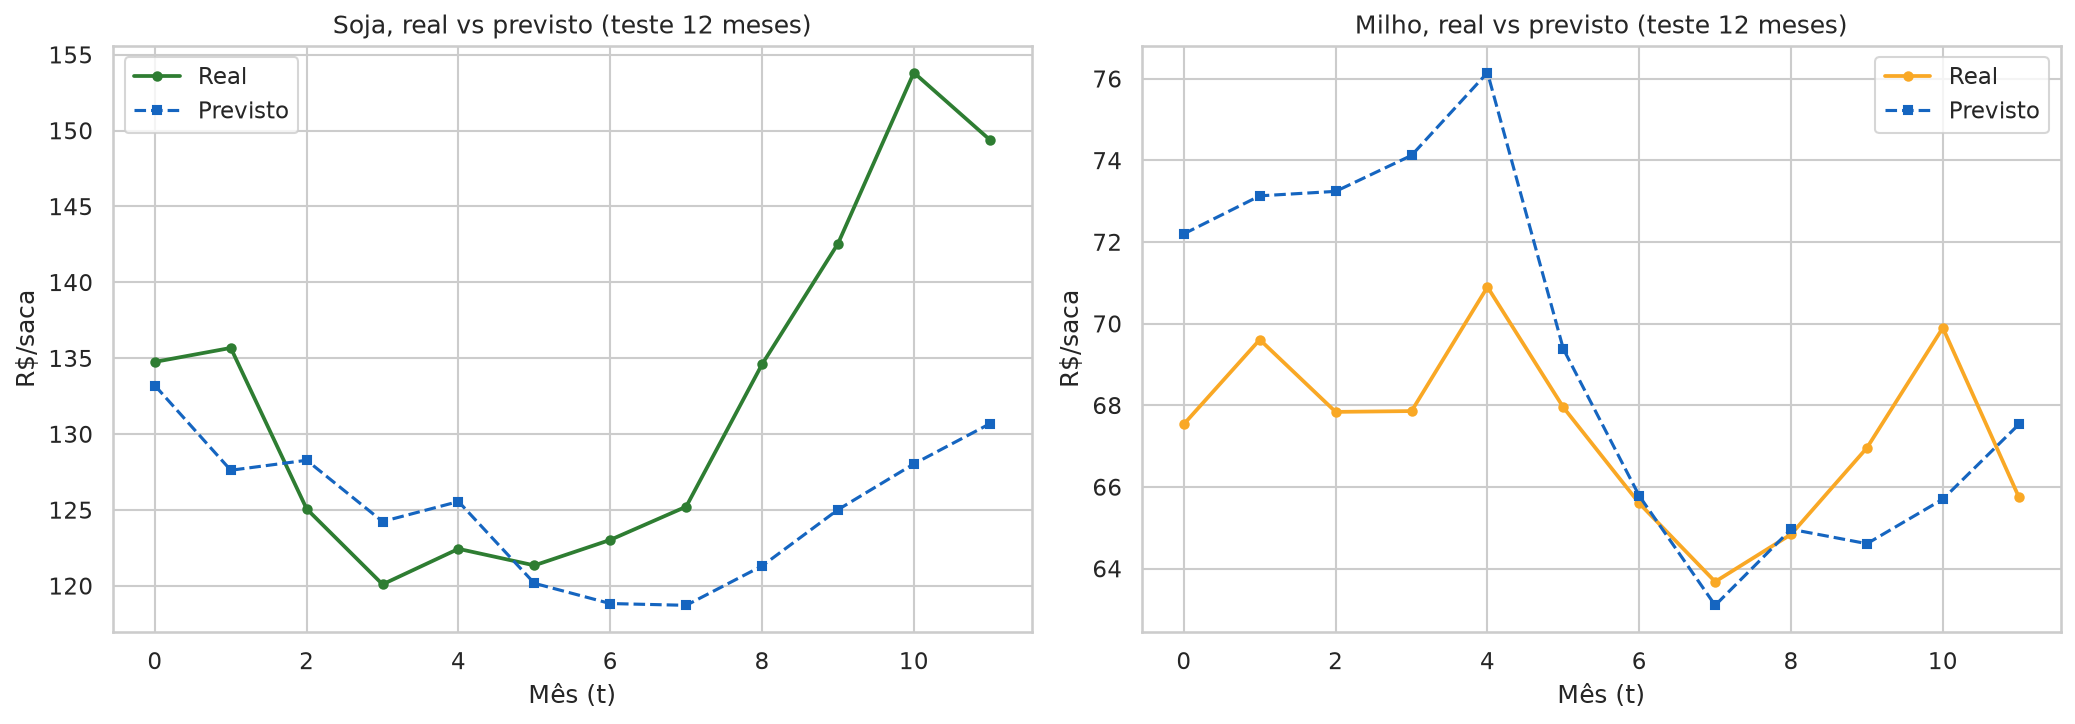 Soja, real vs previsto (teste 12 meses)
155
150
145
140
135
130
125
120
R$/saca
Real
Previsto
0 2 4 6 8 10
Mês (t)
Milho, real vs previsto (teste 12 meses)
76
74
72
70
68
66
64
R$/saca
Real
Previsto
0 2 4 6 8 10
Mês (t)